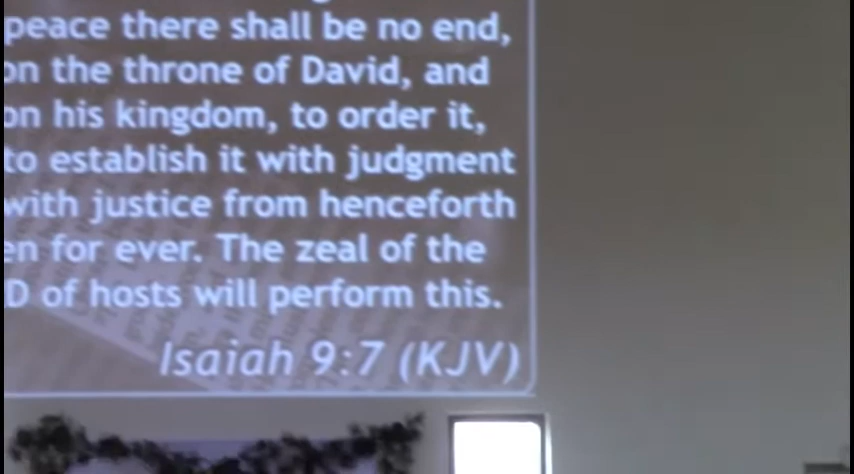 peace there shall be no end,
on the throne of David, and
on his kingdom, to order it,
to establish it with judgment
with justice from henceforth
en for ever. The zeal of the
D of hosts will perform this.
Isaiah 9:7 (KJV)